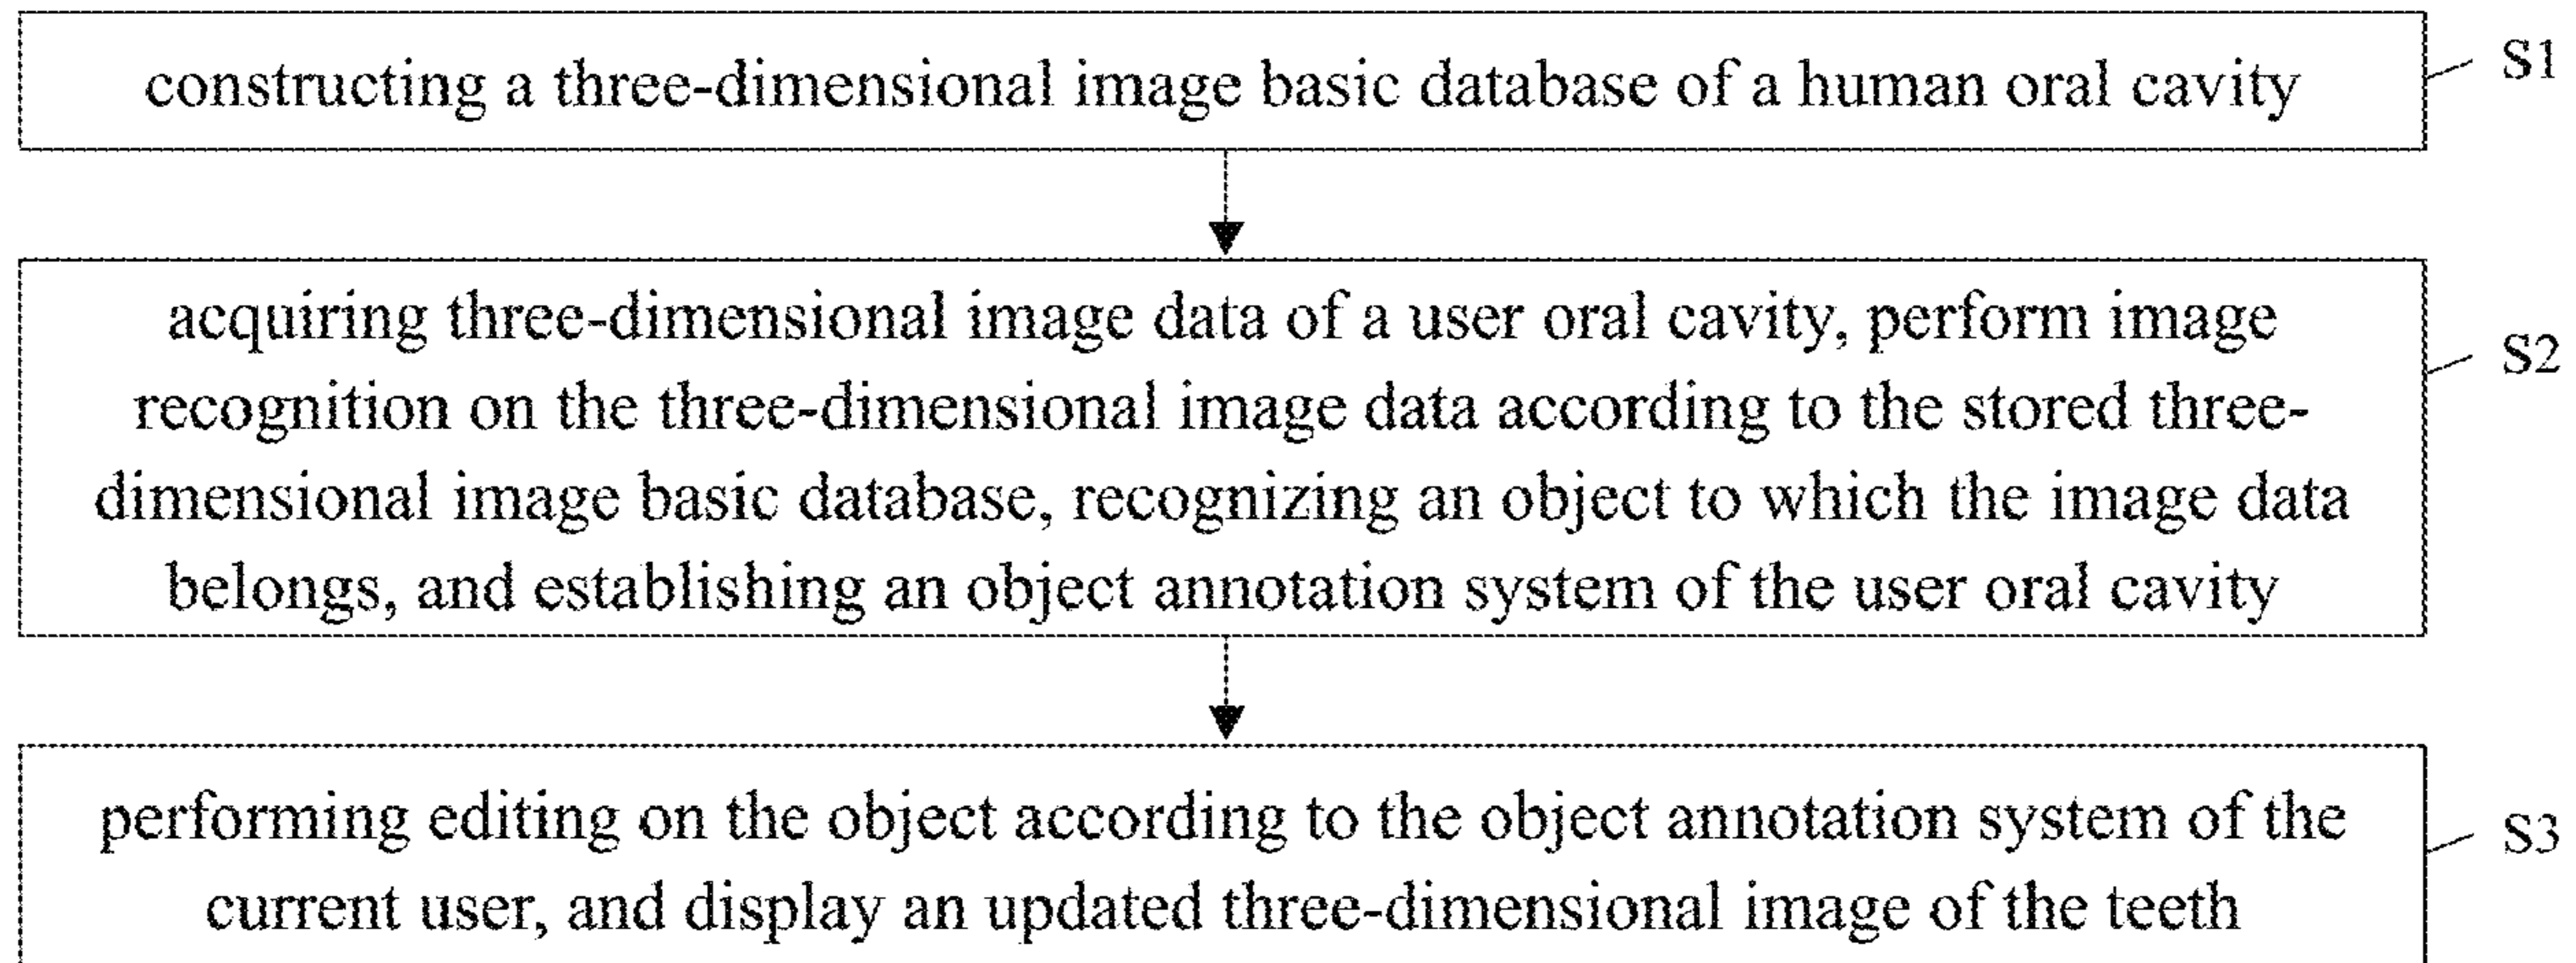 constructing a three-dimensional image basic database of a human oral cavity
S1
acquiring three-dimensional image data of a user oral cavity, perform image
recognition on the three-dimensional image data according to the stored three-
dimensional image basic database, recognizing an object to which the image data
belongs, and establishing an object annotation system of the user oral cavity
S2
performing editing on the object according to the object annotation system of the
current user, and display an updated three-dimensional image of the teeth
S3